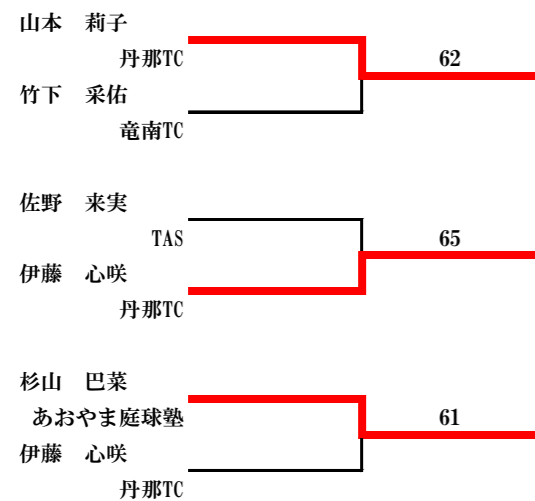 山本　莉子
丹那TC
62
竹下　采佑
竜南TC
佐野　来実
TAS
65
伊藤　心咲
丹那TC
杉山　巴菜
あおやま庭球塾
61
伊藤　心咲
丹那TC